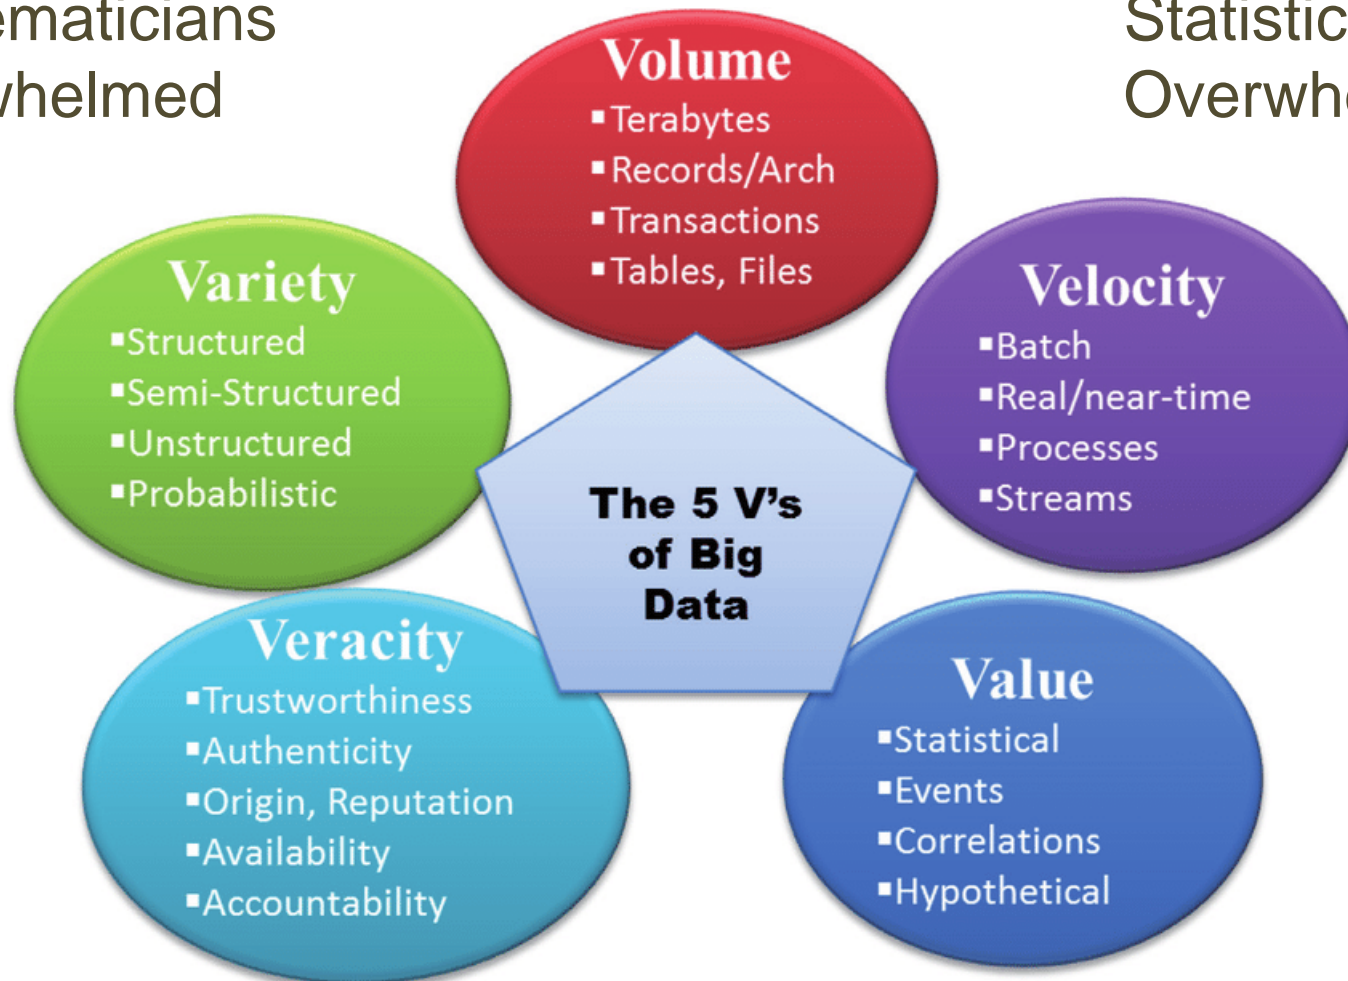 ematicians
whelmed
Statistic
Overwhe
Volume
▪Terabytes
▪Records/Arch
▪Transactions
▪Tables, Files
Variety
▪Structured
▪Semi-Structured
▪Unstructured
▪Probabilistic
Velocity
▪Batch
▪Real/near-time
▪Processes
▪Streams
The 5 V’s
of Big
Data
Veracity
▪Trustworthiness
▪Authenticity
▪Origin, Reputation
▪Availability
▪Accountability
Value
▪Statistical
▪Events
▪Correlations
▪Hypothetical